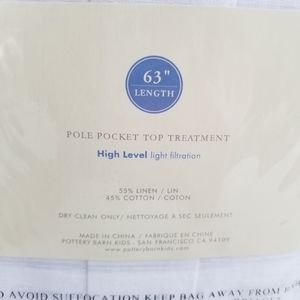 63"
LENGTH
POLE POCKET TOP TREATMENT
High Level light filtration
55% LINEN / LIN
45% COTTON / COTON
DRY CLEAN ONLY/ NETTOYAGE À SEC SEULEMENT
MADE IN CHINA / FABRIQUÉ EN CHINE
POTTERY BARN KIDS - SAN FRANCISCO CA 94109
www.potterybarnkids.com
AVOID SUFFOCATION KEEP BAG AWAY FROM